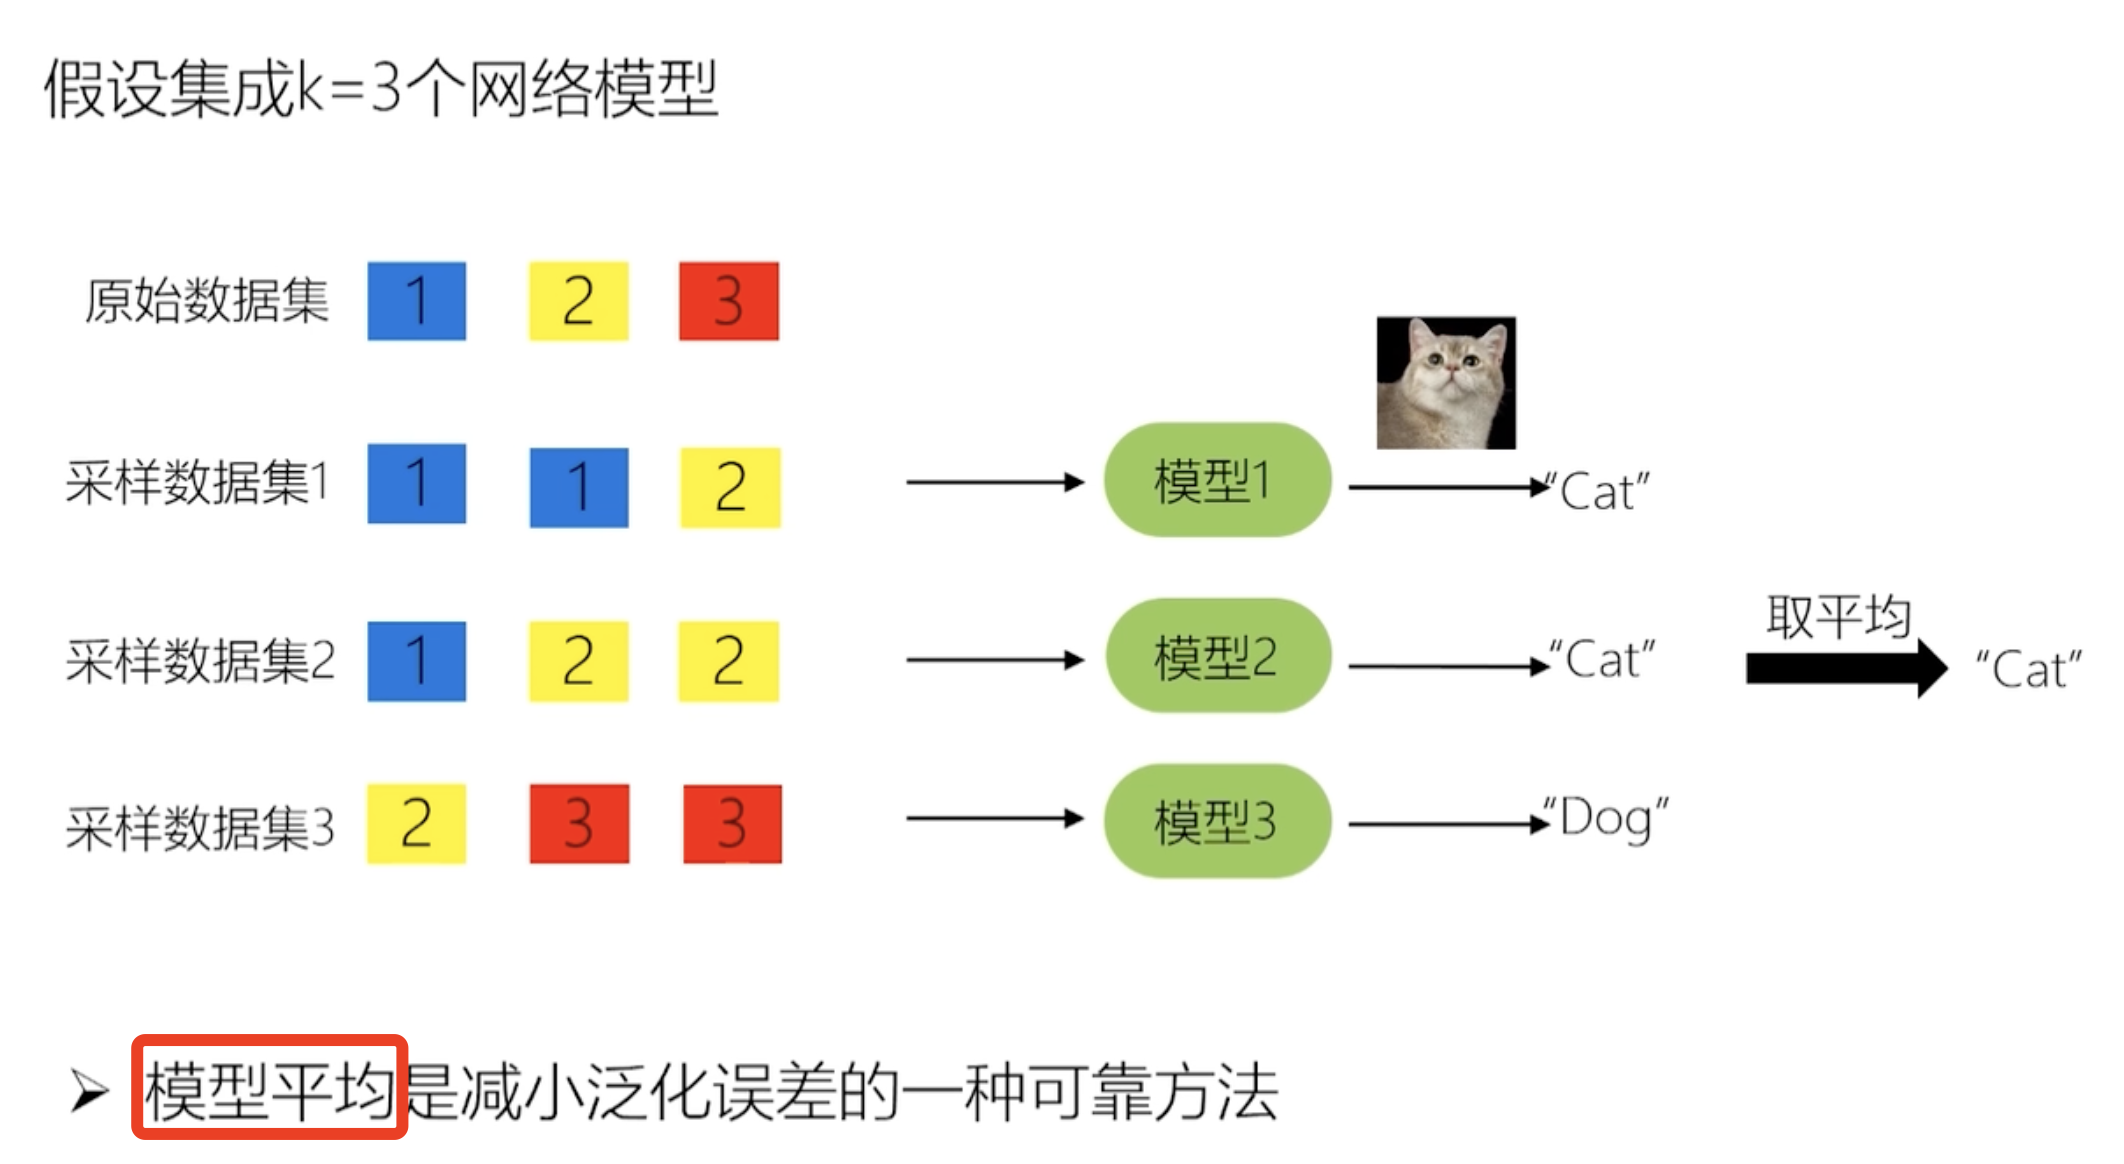 假设集成k=3个网络模型
原始数据集 1 2 3
采样数据集1 1 1 2 模型1 “Cat”
采样数据集2 1 2 2 模型2 “Cat” 取平均 “Cat”
采样数据集3 2 3 3 模型3 “Dog”
➢ 模型平均是减小泛化误差的一种可靠方法